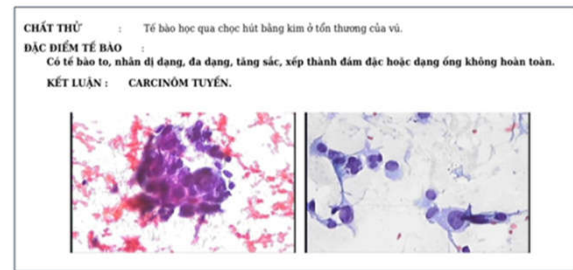 CHẤT THỬ : Tế bào học qua chọc hút bằng kim ở tổn thương của vú.
ĐẶC ĐIỂM TẾ BÀO :
Có tế bào to, nhân dị dạng, đa dạng, tăng sắc, xếp thành đám đặc hoặc dạng ống không hoàn toàn.
KẾT LUẬN : CARCINÔM TUYẾN.